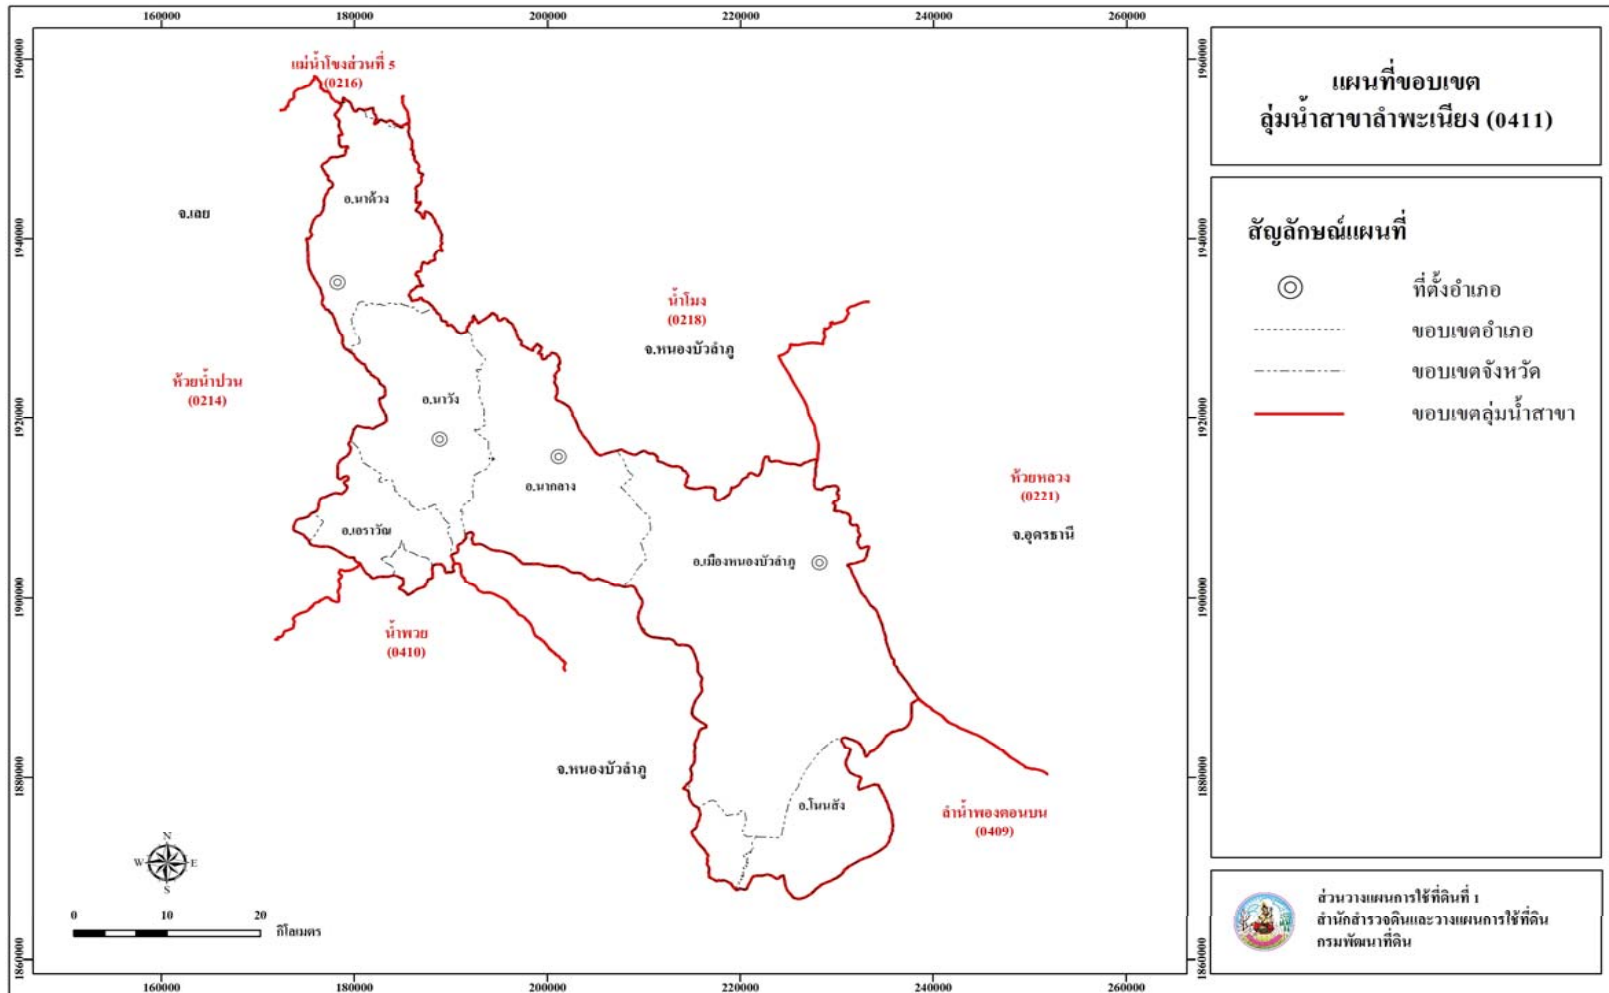 160000 180000 200000 220000 240000 260000
แผนที่ขอบเขต
ลุ่มน้ำสาขาลำพะเนียง (0411)
สัญลักษณ์แผนที่
ที่ตั้งอำเภอ
ขอบเขตอำเภอ
ขอบเขตจังหวัด
ขอบเขตลุ่มน้ำสาขา
1960000
1940000
1920000
1900000
1880000
1860000
แม่น้ำโขงส่วนที่ 5
(0216)
อ.นาด้วง
จ.เลย
น้ำโมง
(0218)
จ.หนองบัวลำภู
ห้วยน้ำปวน
(0214)
อ.นาวัง
อ.นากลาง
ห้วยหลวง
(0221)
จ.อุดรธานี
อ.เอราวัณ
อ.เมืองหนองบัวลำภู
น้ำพวย
(0410)
จ.หนองบัวลำภู
อ.โนนสัง
ลำน้ำพองตอนบน
(0409)
N
W E
S
0 10 20
กิโลเมตร
1960000
1940000
1920000
1900000
1880000
1860000
160000 180000 200000 220000 240000 260000
ส่วนวางแผนการใช้ที่ดินที่ 1
สำนักสำรวจดินและวางแผนการใช้ที่ดิน
กรมพัฒนาที่ดิน